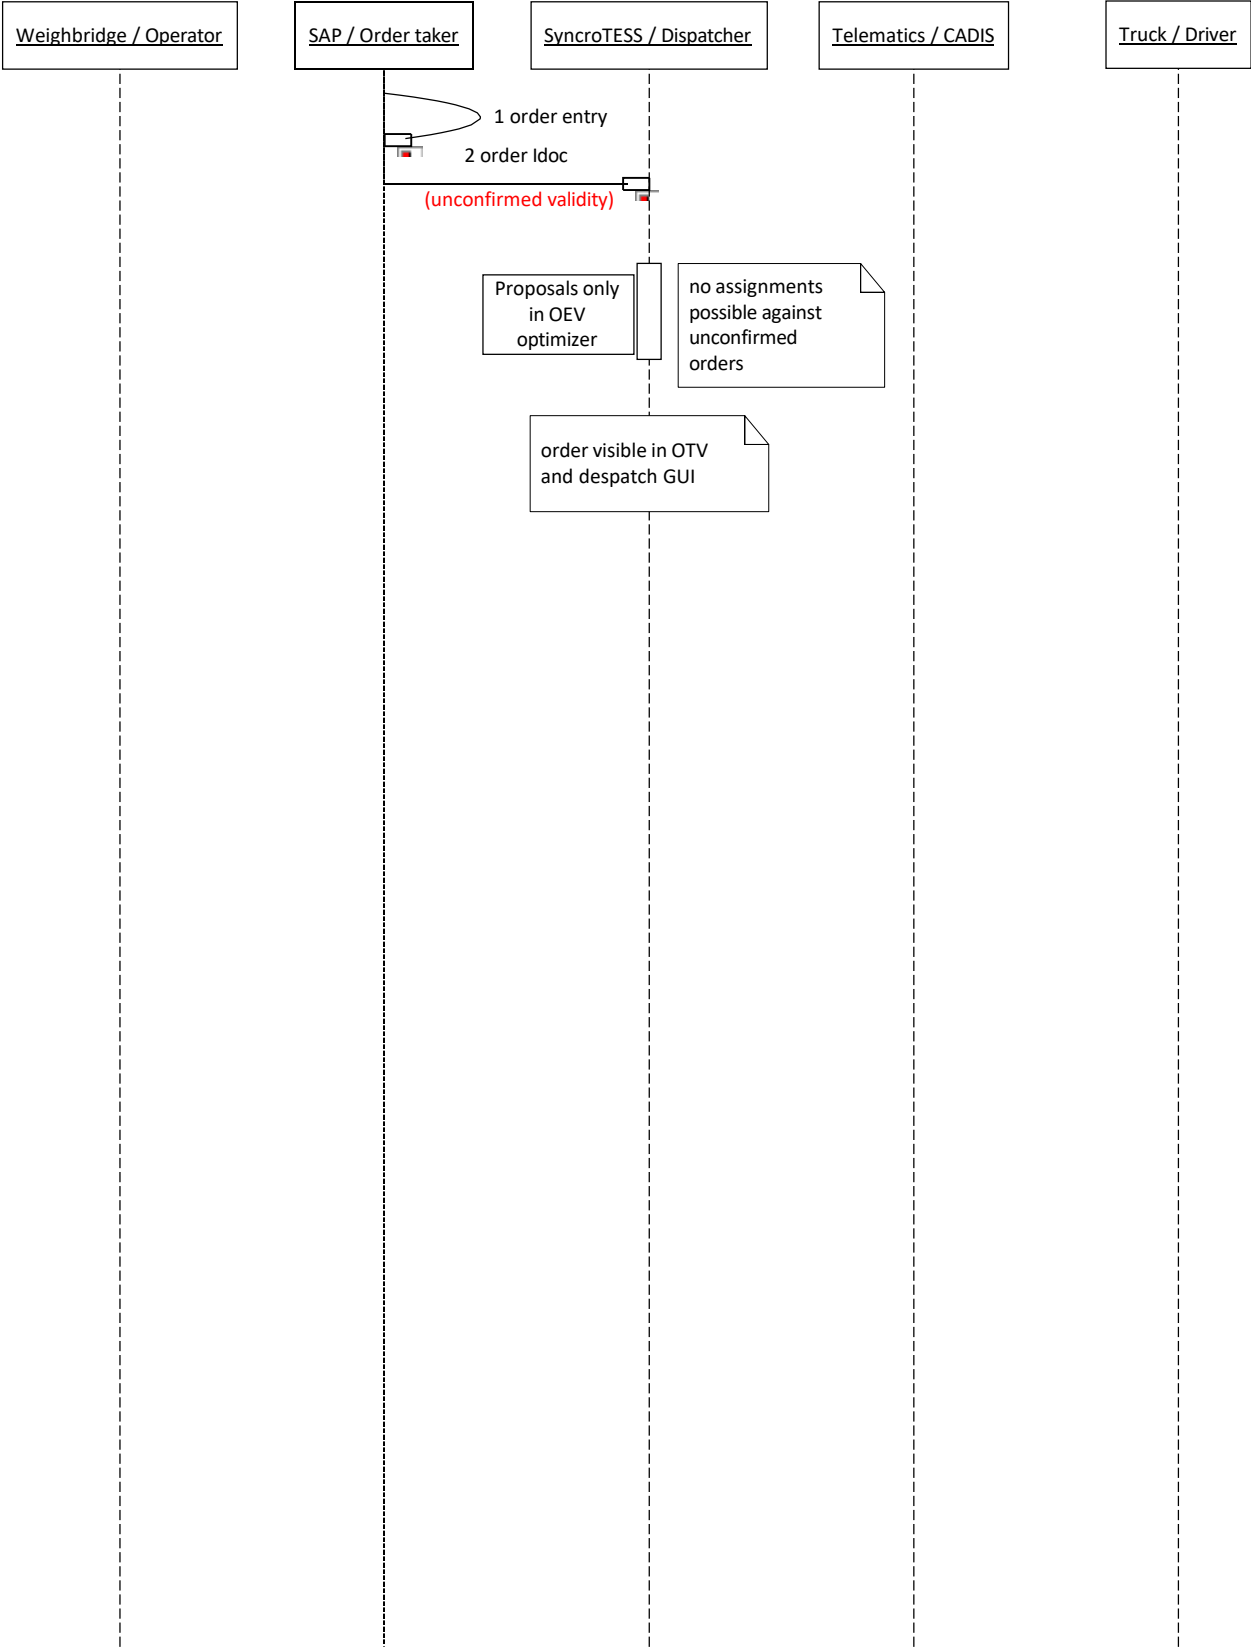 Weighbridge / Operator
SAP / Order taker
SyncroTESS / Dispatcher
Telematics / CADIS
Truck / Driver
1 order entry
2 order Idoc
(unconfirmed validity)
Proposals only
in OEV
optimizer
no assignments
possible against
unconfirmed
orders
order visible in OTV
and despatch GUI